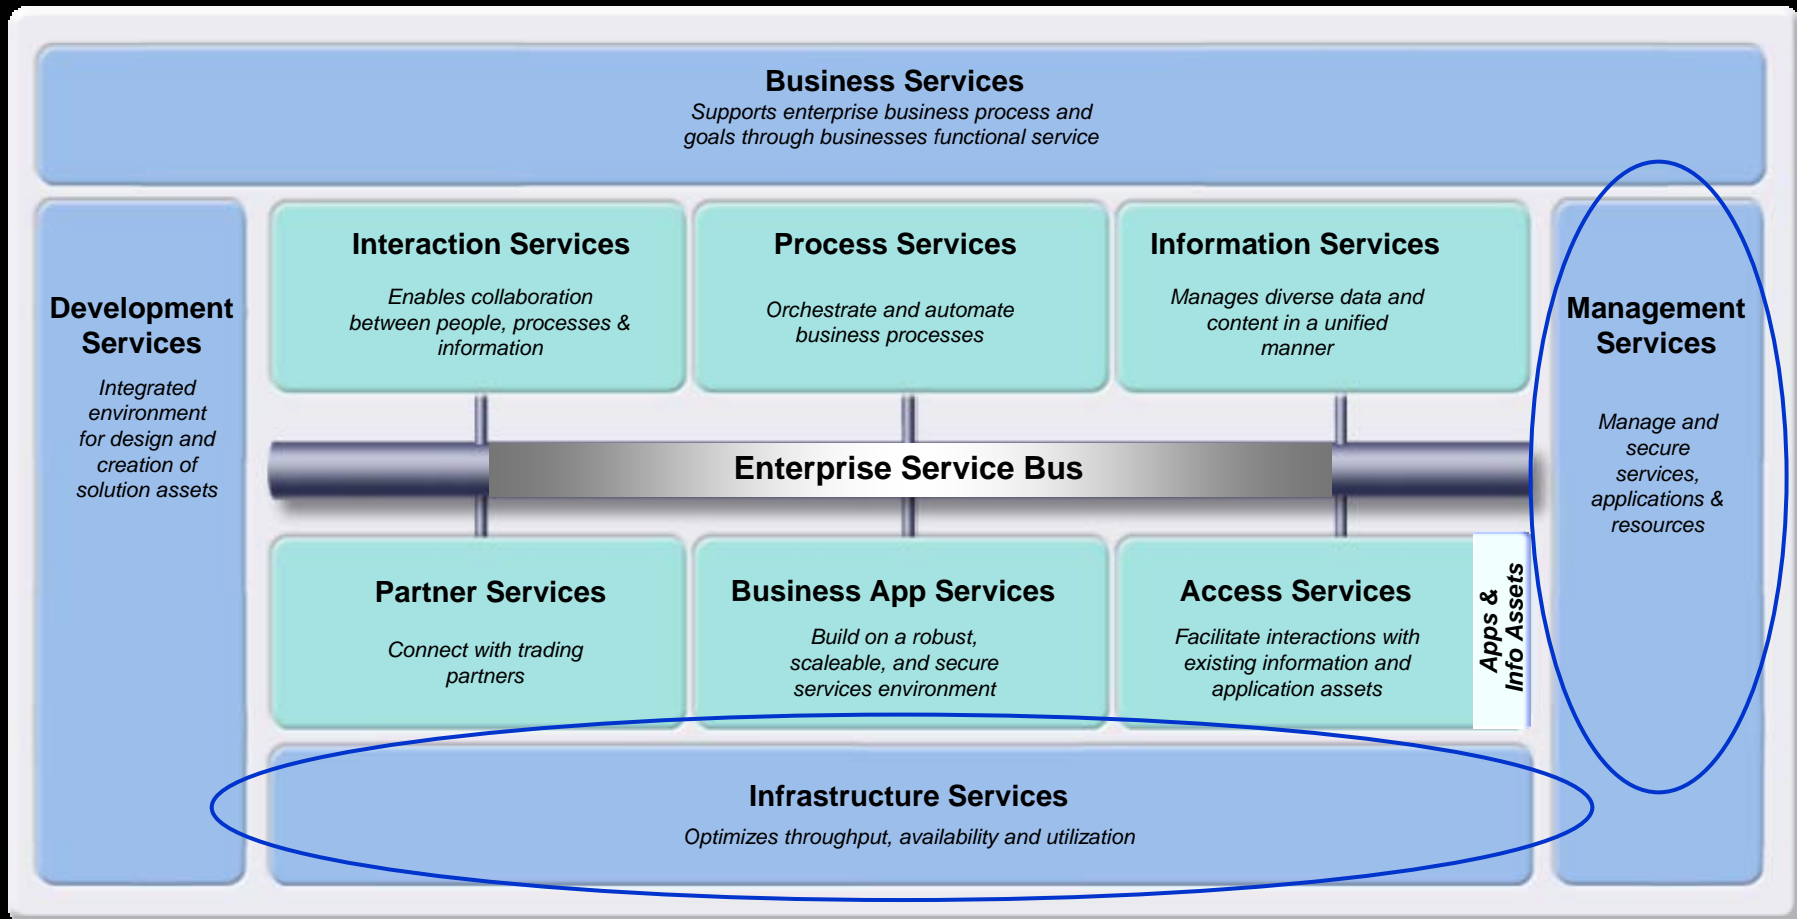 Business Services
Supports enterprise business process and
goals through businesses functional service
Development
Services
Integrated
environment
for design and
creation of
solution assets
Interaction Services
Enables collaboration
between people, processes &
information
Process Services
Orchestrate and automate
business processes
Information Services
Manages diverse data and
content in a unified
manner
Management
Services
Manage and
secure
services,
applications &
resources
Enterprise Service Bus
Partner Services
Connect with trading
partners
Business App Services
Build on a robust,
scaleable, and secure
services environment
Access Services
Facilitate interactions with
existing information and
application assets
Apps &
Info Assets
Infrastructure Services
Optimizes throughput, availability and utilization